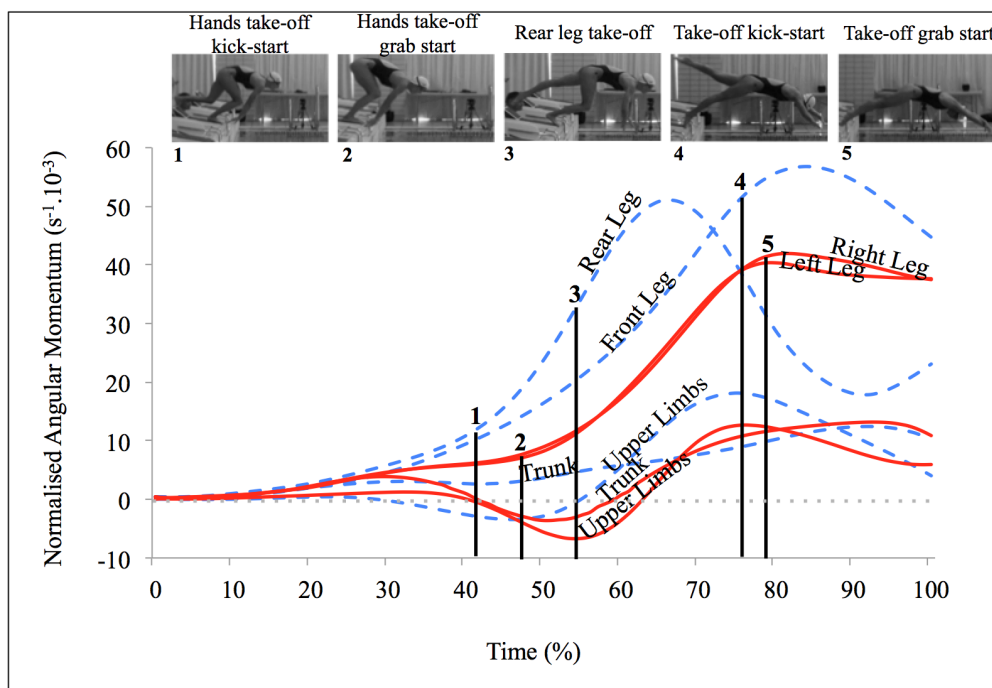 Hands take-off
kick-start
Hands take-off
grab start
Rear leg take-off
Take-off kick-start
Take-off grab start
1
2
3
4
5
60
50
40
30
20
10
0
-10
Normalised Angular Momentum (s⁻¹.10⁻³)
Rear Leg
Front Leg
Right Leg
Left Leg
Upper Limbs
Trunk
Trunk
Upper Limbs
1
2
3
4
5
0 10 20 30 40 50 60 70 80 90 100
Time (%)